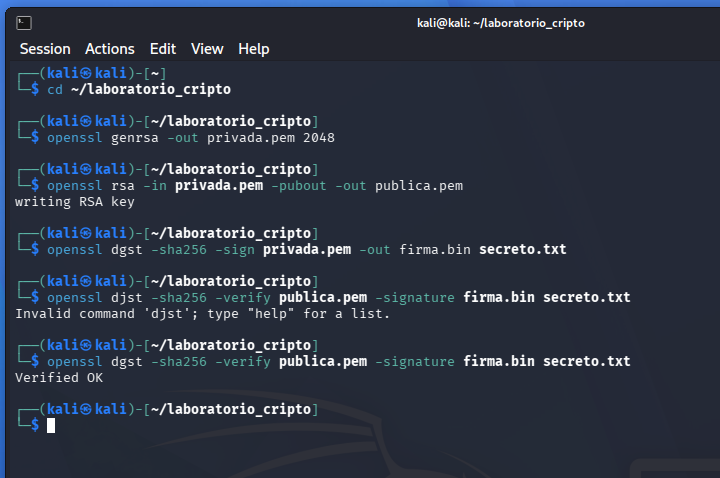 kali@kali: ~/laboratorio_cripto
Session Actions Edit View Help
┌──(kali㉿kali)-[~]
└─$ cd ~/laboratorio_cripto
┌──(kali㉿kali)-[~/laboratorio_cripto]
└─$ openssl genrsa -out privada.pem 2048
┌──(kali㉿kali)-[~/laboratorio_cripto]
└─$ openssl rsa -in privada.pem -pubout -out publica.pem
writing RSA key
┌──(kali㉿kali)-[~/laboratorio_cripto]
└─$ openssl dgst -sha256 -sign privada.pem -out firma.bin secreto.txt
┌──(kali㉿kali)-[~/laboratorio_cripto]
└─$ openssl djst -sha256 -verify publica.pem -signature firma.bin secreto.txt
Invalid command 'djst'; type "help" for a list.
┌──(kali㉿kali)-[~/laboratorio_cripto]
└─$ openssl dgst -sha256 -verify publica.pem -signature firma.bin secreto.txt
Verified OK
┌──(kali㉿kali)-[~/laboratorio_cripto]
└─$